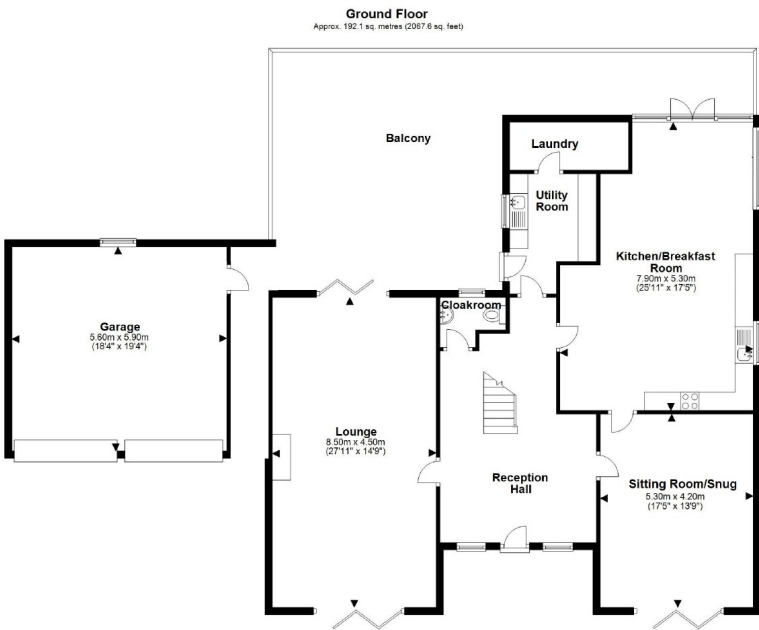 Ground Floor
Approx. 192.1 sq. metres (2067.6 sq. feet)
Balcony
Laundry
Utility
Room
Kitchen/Breakfast
Room
7.90m x 5.30m
(25'11" x 17'5")
Garage
5.60m x 5.90m
(18'4" x 19'4")
Cloakroom
Lounge
8.50m x 4.50m
(27'11" x 14'9")
Reception
Hall
Sitting Room/Snug
5.30m x 4.20m
(17'5" x 13'9")